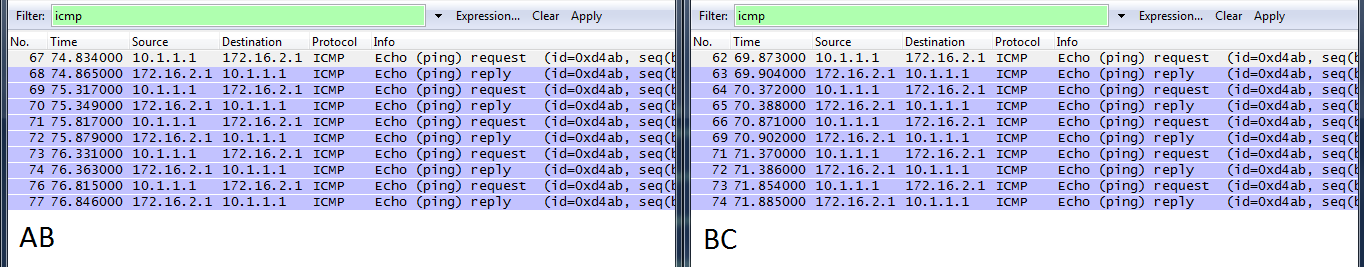 Filter: icmp Expression... Clear Apply
No. Time Source Destination Protocol Info
67 74.834000 10.1.1.1 172.16.2.1 ICMP Echo (ping) request (id=0xd4ab, seq(b
68 74.865000 172.16.2.1 10.1.1.1 ICMP Echo (ping) reply (id=0xd4ab, seq(b
69 75.317000 10.1.1.1 172.16.2.1 ICMP Echo (ping) request (id=0xd4ab, seq(b
70 75.349000 172.16.2.1 10.1.1.1 ICMP Echo (ping) reply (id=0xd4ab, seq(b
71 75.817000 10.1.1.1 172.16.2.1 ICMP Echo (ping) request (id=0xd4ab, seq(b
72 75.879000 172.16.2.1 10.1.1.1 ICMP Echo (ping) reply (id=0xd4ab, seq(b
73 76.331000 10.1.1.1 172.16.2.1 ICMP Echo (ping) request (id=0xd4ab, seq(b
74 76.363000 172.16.2.1 10.1.1.1 ICMP Echo (ping) reply (id=0xd4ab, seq(b
76 76.815000 10.1.1.1 172.16.2.1 ICMP Echo (ping) request (id=0xd4ab, seq(b
77 76.846000 172.16.2.1 10.1.1.1 ICMP Echo (ping) reply (id=0xd4ab, seq(b
AB
Filter: icmp Expression... Clear Apply
No. Time Source Destination Protocol Info
62 69.873000 10.1.1.1 172.16.2.1 ICMP Echo (ping) request (id=0xd4ab, seq(b
63 69.904000 172.16.2.1 10.1.1.1 ICMP Echo (ping) reply (id=0xd4ab, seq(b
64 70.372000 10.1.1.1 172.16.2.1 ICMP Echo (ping) request (id=0xd4ab, seq(b
65 70.388000 172.16.2.1 10.1.1.1 ICMP Echo (ping) reply (id=0xd4ab, seq(b
66 70.871000 10.1.1.1 172.16.2.1 ICMP Echo (ping) request (id=0xd4ab, seq(b
69 70.902000 172.16.2.1 10.1.1.1 ICMP Echo (ping) reply (id=0xd4ab, seq(b
71 71.370000 10.1.1.1 172.16.2.1 ICMP Echo (ping) request (id=0xd4ab, seq(b
72 71.386000 172.16.2.1 10.1.1.1 ICMP Echo (ping) reply (id=0xd4ab, seq(b
73 71.854000 10.1.1.1 172.16.2.1 ICMP Echo (ping) request (id=0xd4ab, seq(b
74 71.885000 172.16.2.1 10.1.1.1 ICMP Echo (ping) reply (id=0xd4ab, seq(b
BC